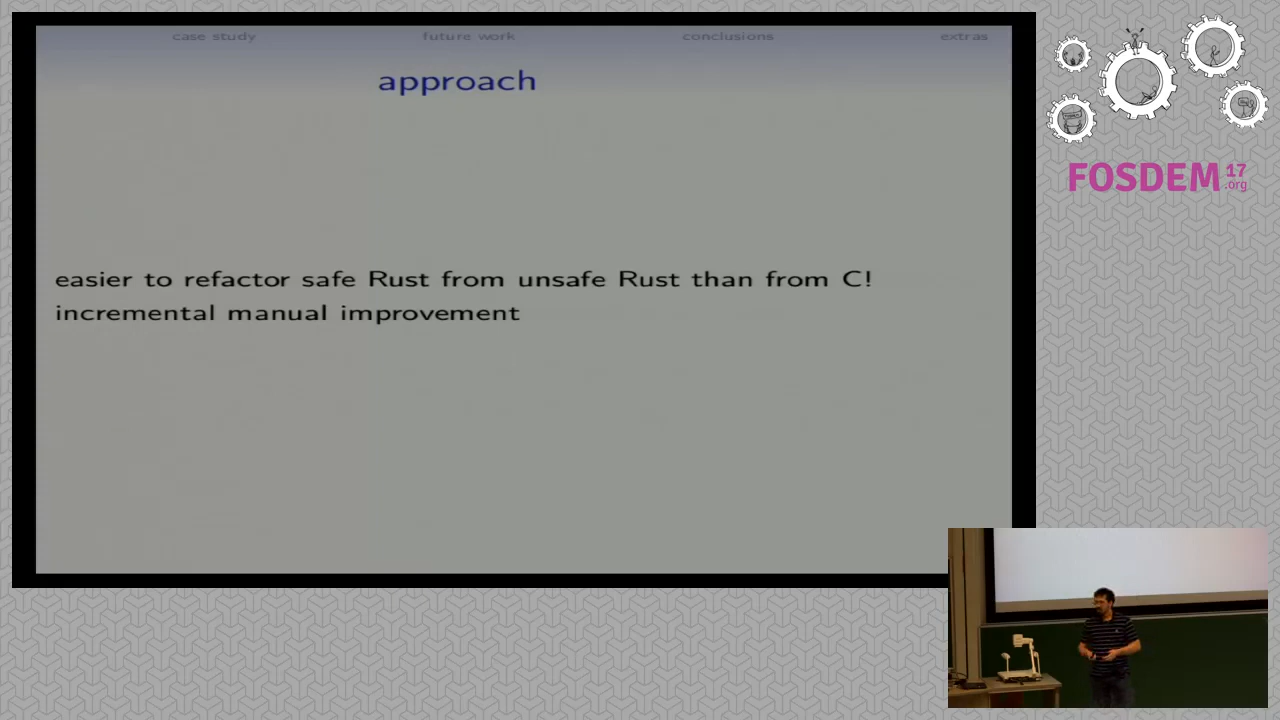 case study future work conclusions extras
approach
easier to refactor safe Rust from unsafe Rust than from C!
incremental manual improvement
FOSDEM 17
.org